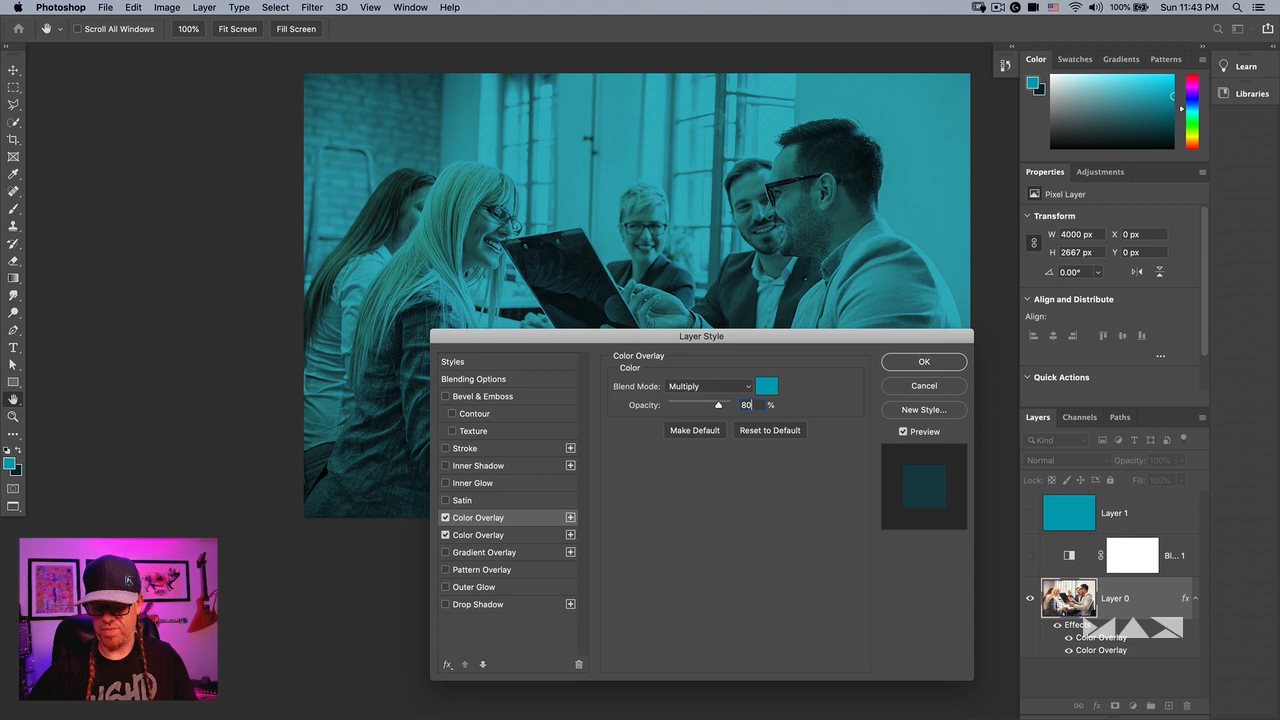 Photoshop File Edit Image Layer Type Select Filter 3D View Window Help 100% Sun 11:43 PM
Scroll All Windows 100% Fit Screen Fill Screen
Color Swatches Gradients Patterns
Learn
Libraries
Properties Adjustments
Pixel Layer
Transform
W 4000 px X 0 px
H 2667 px Y 0 px
0.00°
Align and Distribute
Align:
Quick Actions
Layers Channels Paths
Kind
Normal Opacity: 100%
Lock: Fill: 100%
Layer 1
Bl... 1
Layer 0 fx
Effects
Color Overlay
Color Overlay
MAX
Layer Style
Styles
Blending Options
Bevel & Emboss
Contour
Texture
Stroke
Inner Shadow
Inner Glow
Satin
Color Overlay
Color Overlay
Gradient Overlay
Pattern Overlay
Outer Glow
Drop Shadow
fx
Color Overlay
Color
Blend Mode: Multiply
Opacity: 80 %
Make Default Reset to Default
OK
Cancel
New Style...
Preview
fx